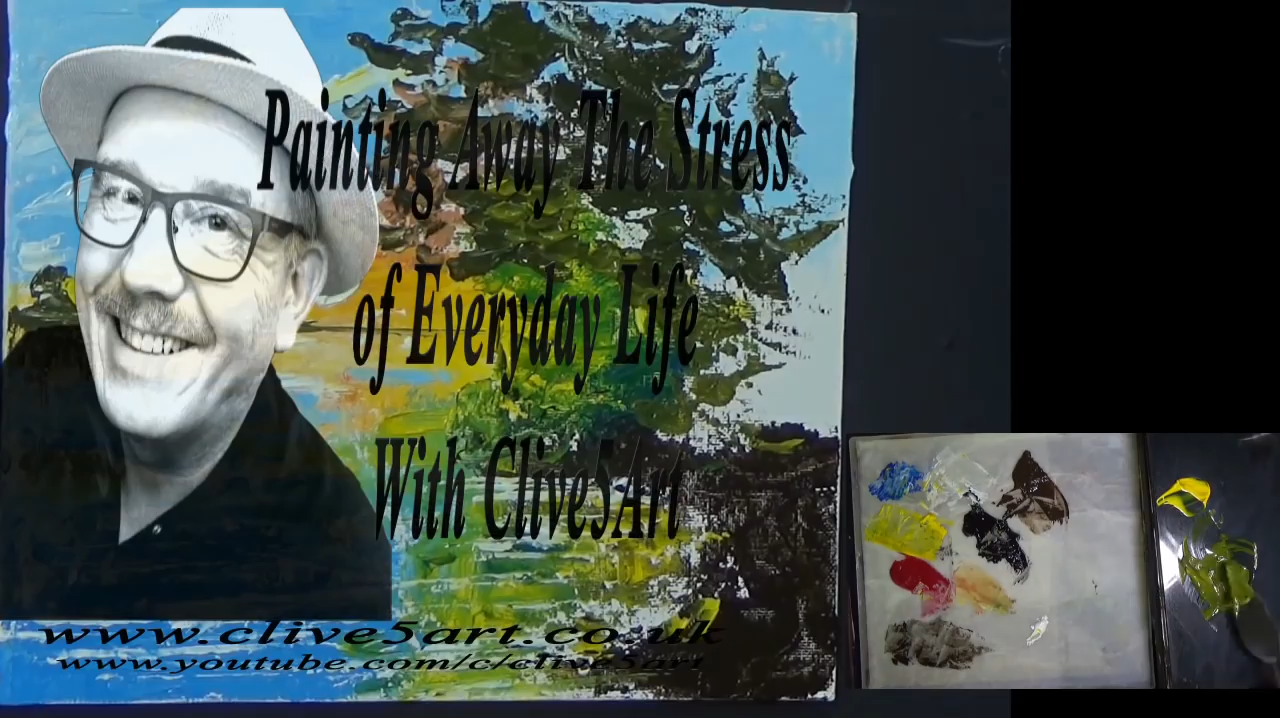 Painting Away The Stress
of Everyday Life
With Clive5Art
www.clive5art.co.uk
www.youtube.com/c/clive5art